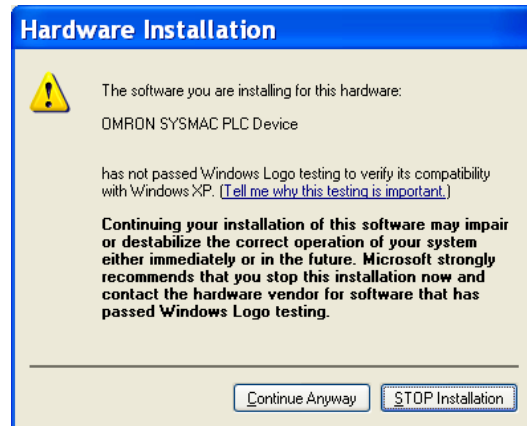 Hardware Installation
The software you are installing for this hardware:
OMRON SYSMAC PLC Device
has not passed Windows Logo testing to verify its compatibility
with Windows XP. (Tell me why this testing is important.)
Continuing your installation of this software may impair
or destabilize the correct operation of your system
either immediately or in the future. Microsoft strongly
recommends that you stop this installation now and
contact the hardware vendor for software that has
passed Windows Logo testing.
Continue Anyway
STOP Installation